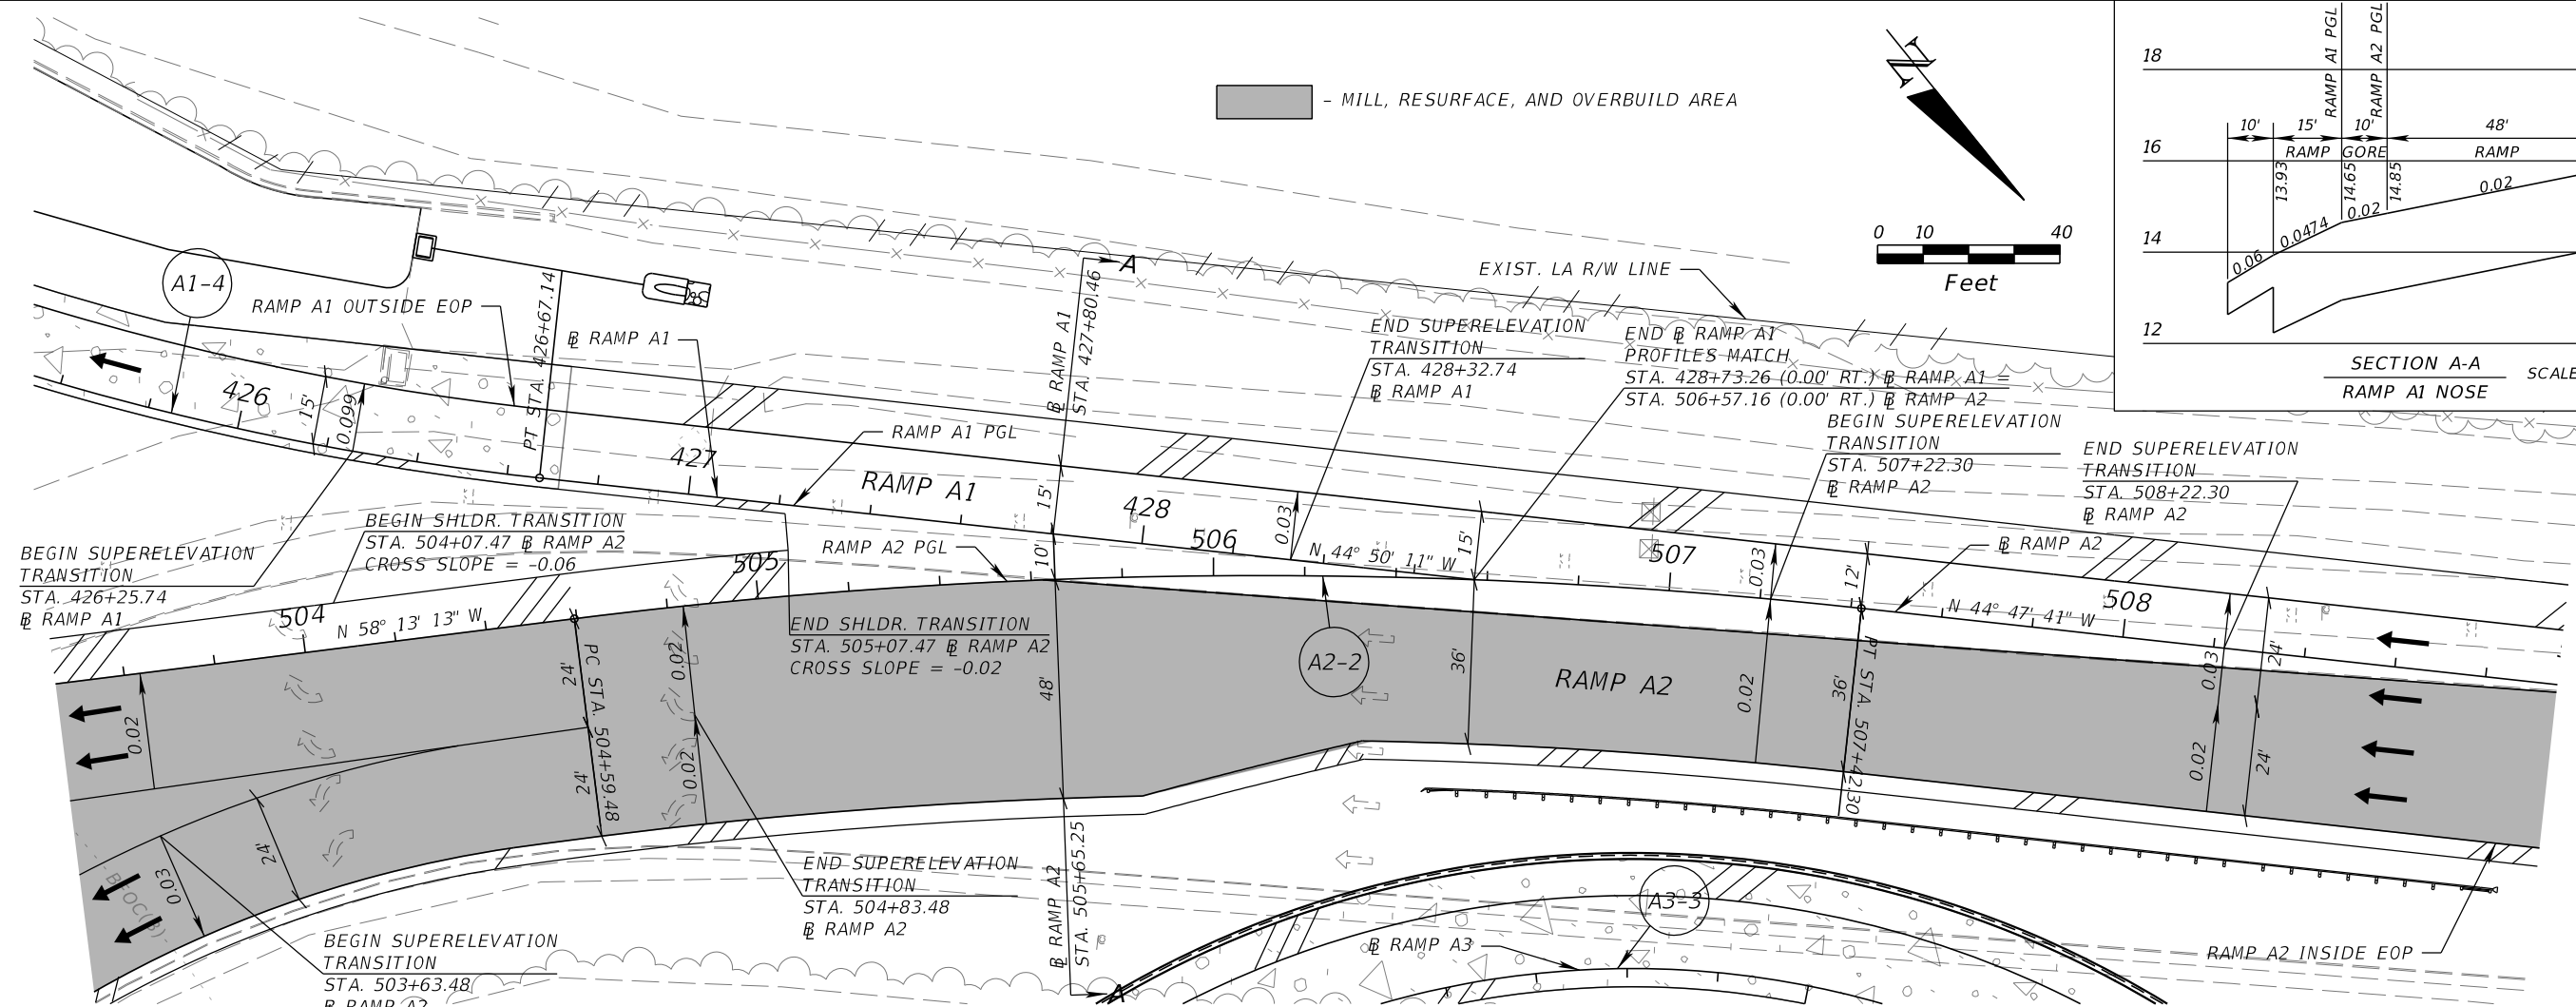 – MILL, RESURFACE, AND OVERBUILD AREA
N
0 10 40
Feet
18
16
14
12
RAMP A1 PGL
RAMP A2 PGL
10' 15' 10' 48'
RAMP GORE RAMP
13.93
14.65
14.85
0.06
0.0474
0.02
0.02
SECTION A-A
RAMP A1 NOSE
SCALE
A1-4
RAMP A1 OUTSIDE EOP
PT STA. 426+67.14
℄ RAMP A1
℄ RAMP A1
STA. 427+80.46
A
EXIST. LA R/W LINE
END SUPERELEVATION
TRANSITION
STA. 428+32.74
℄ RAMP A1
END ℄ RAMP A1
PROFILES MATCH
STA. 428+73.26 (0.00' RT.) ℄ RAMP A1 =
STA. 506+57.16 (0.00' RT.) ℄ RAMP A2
BEGIN SUPERELEVATION
TRANSITION
STA. 507+22.30
℄ RAMP A2
END SUPERELEVATION
TRANSITION
STA. 508+22.30
℄ RAMP A2
426
15'
0.099
427
RAMP A1 PGL
RAMP A1
15'
428
506
0.03
N 44° 50' 11" W
15'
507
0.03
12'
℄ RAMP A2
508
N 44° 47' 41" W
BEGIN SUPERELEVATION
TRANSITION
STA. 426+25.74
℄ RAMP A1
BEGIN SHLDR. TRANSITION
STA. 504+07.47 ℄ RAMP A2
CROSS SLOPE = –0.06
504
N 58° 13' 13" W
505
RAMP A2 PGL
10'
END SHLDR. TRANSITION
STA. 505+07.47 ℄ RAMP A2
CROSS SLOPE = –0.02
A2-2
RAMP A2
0.02
24'
PC STA. 504+59.48
24'
0.02
0.02
48'
36'
0.02
36'
PT STA. 507+42.30
0.03
24'
0.02
24'
24'
0.03
BEGIN SUPERELEVATION
TRANSITION
STA. 503+63.48
℄ RAMP A2
END SUPERELEVATION
TRANSITION
STA. 504+83.48
℄ RAMP A2
℄ RAMP A2
STA. 505+65.25
A
A3-3
℄ RAMP A3
RAMP A2 INSIDE EOP